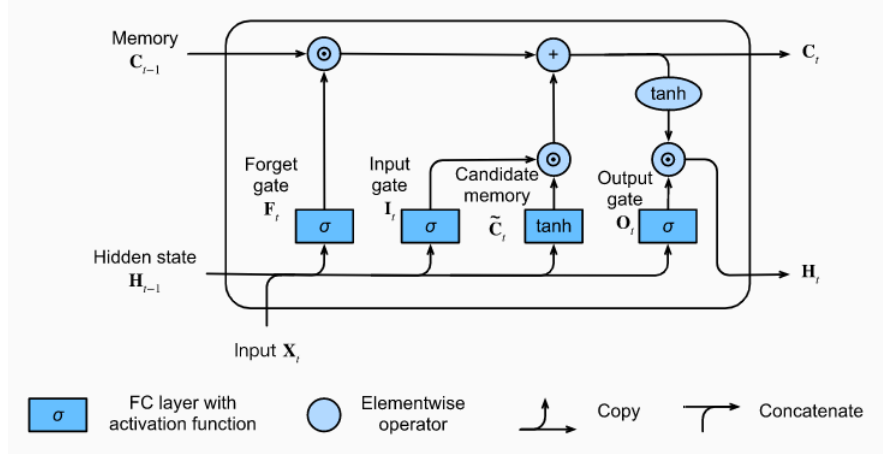 Memory
C_{t-1}
C_t
tanh
Forget
gate
F_t
Input
gate
I_t
Candidate
memory
C̃_t
Output
gate
O_t
σ
σ
tanh
σ
Hidden state
H_{t-1}
H_t
Input X_t
σ
FC layer with
activation function
Elementwise
operator
Copy
Concatenate